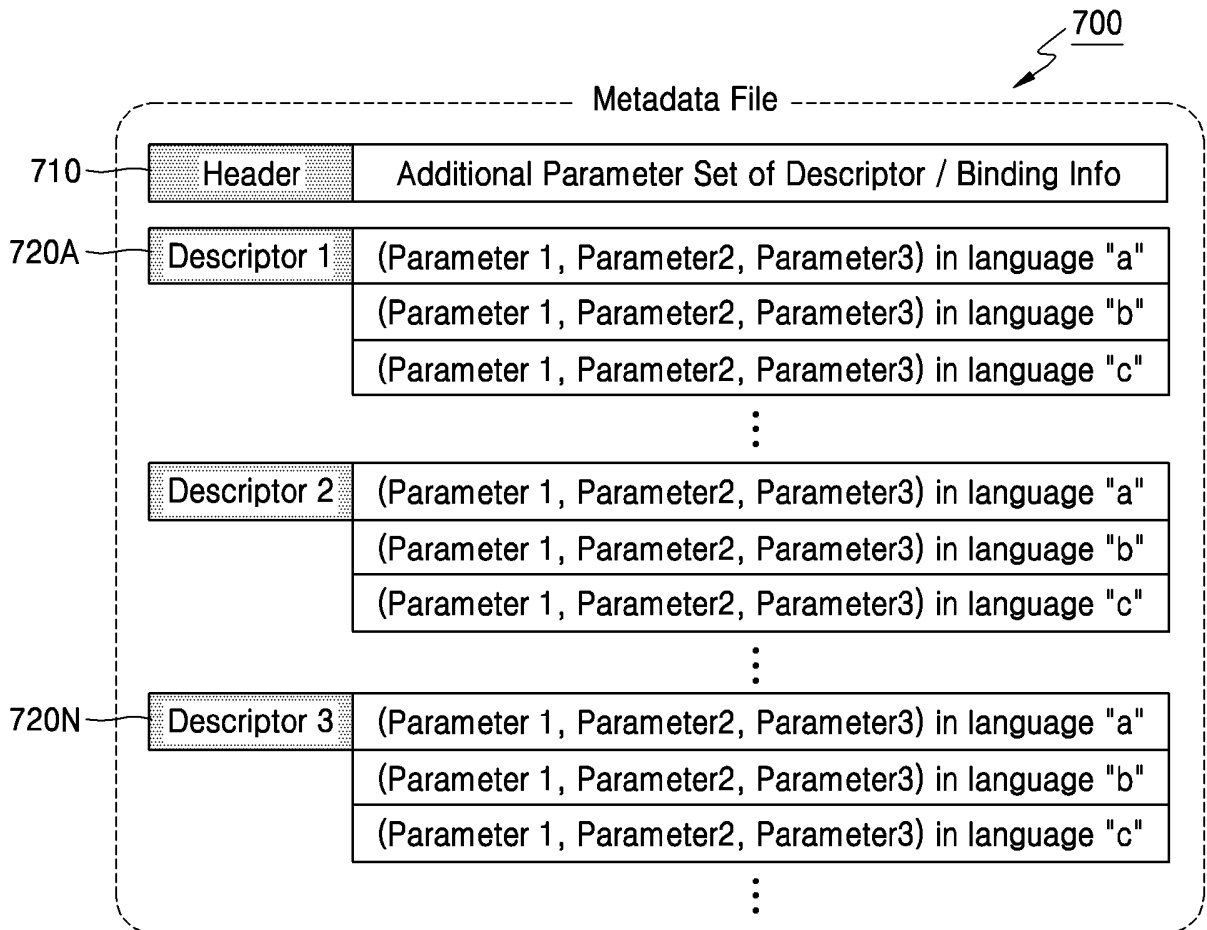 700
Metadata File
710 Header Additional Parameter Set of Descriptor / Binding Info
720A Descriptor 1 (Parameter 1, Parameter2, Parameter3) in language "a"
(Parameter 1, Parameter2, Parameter3) in language "b"
(Parameter 1, Parameter2, Parameter3) in language "c"
Descriptor 2 (Parameter 1, Parameter2, Parameter3) in language "a"
(Parameter 1, Parameter2, Parameter3) in language "b"
(Parameter 1, Parameter2, Parameter3) in language "c"
720N Descriptor 3 (Parameter 1, Parameter2, Parameter3) in language "a"
(Parameter 1, Parameter2, Parameter3) in language "b"
(Parameter 1, Parameter2, Parameter3) in language "c"